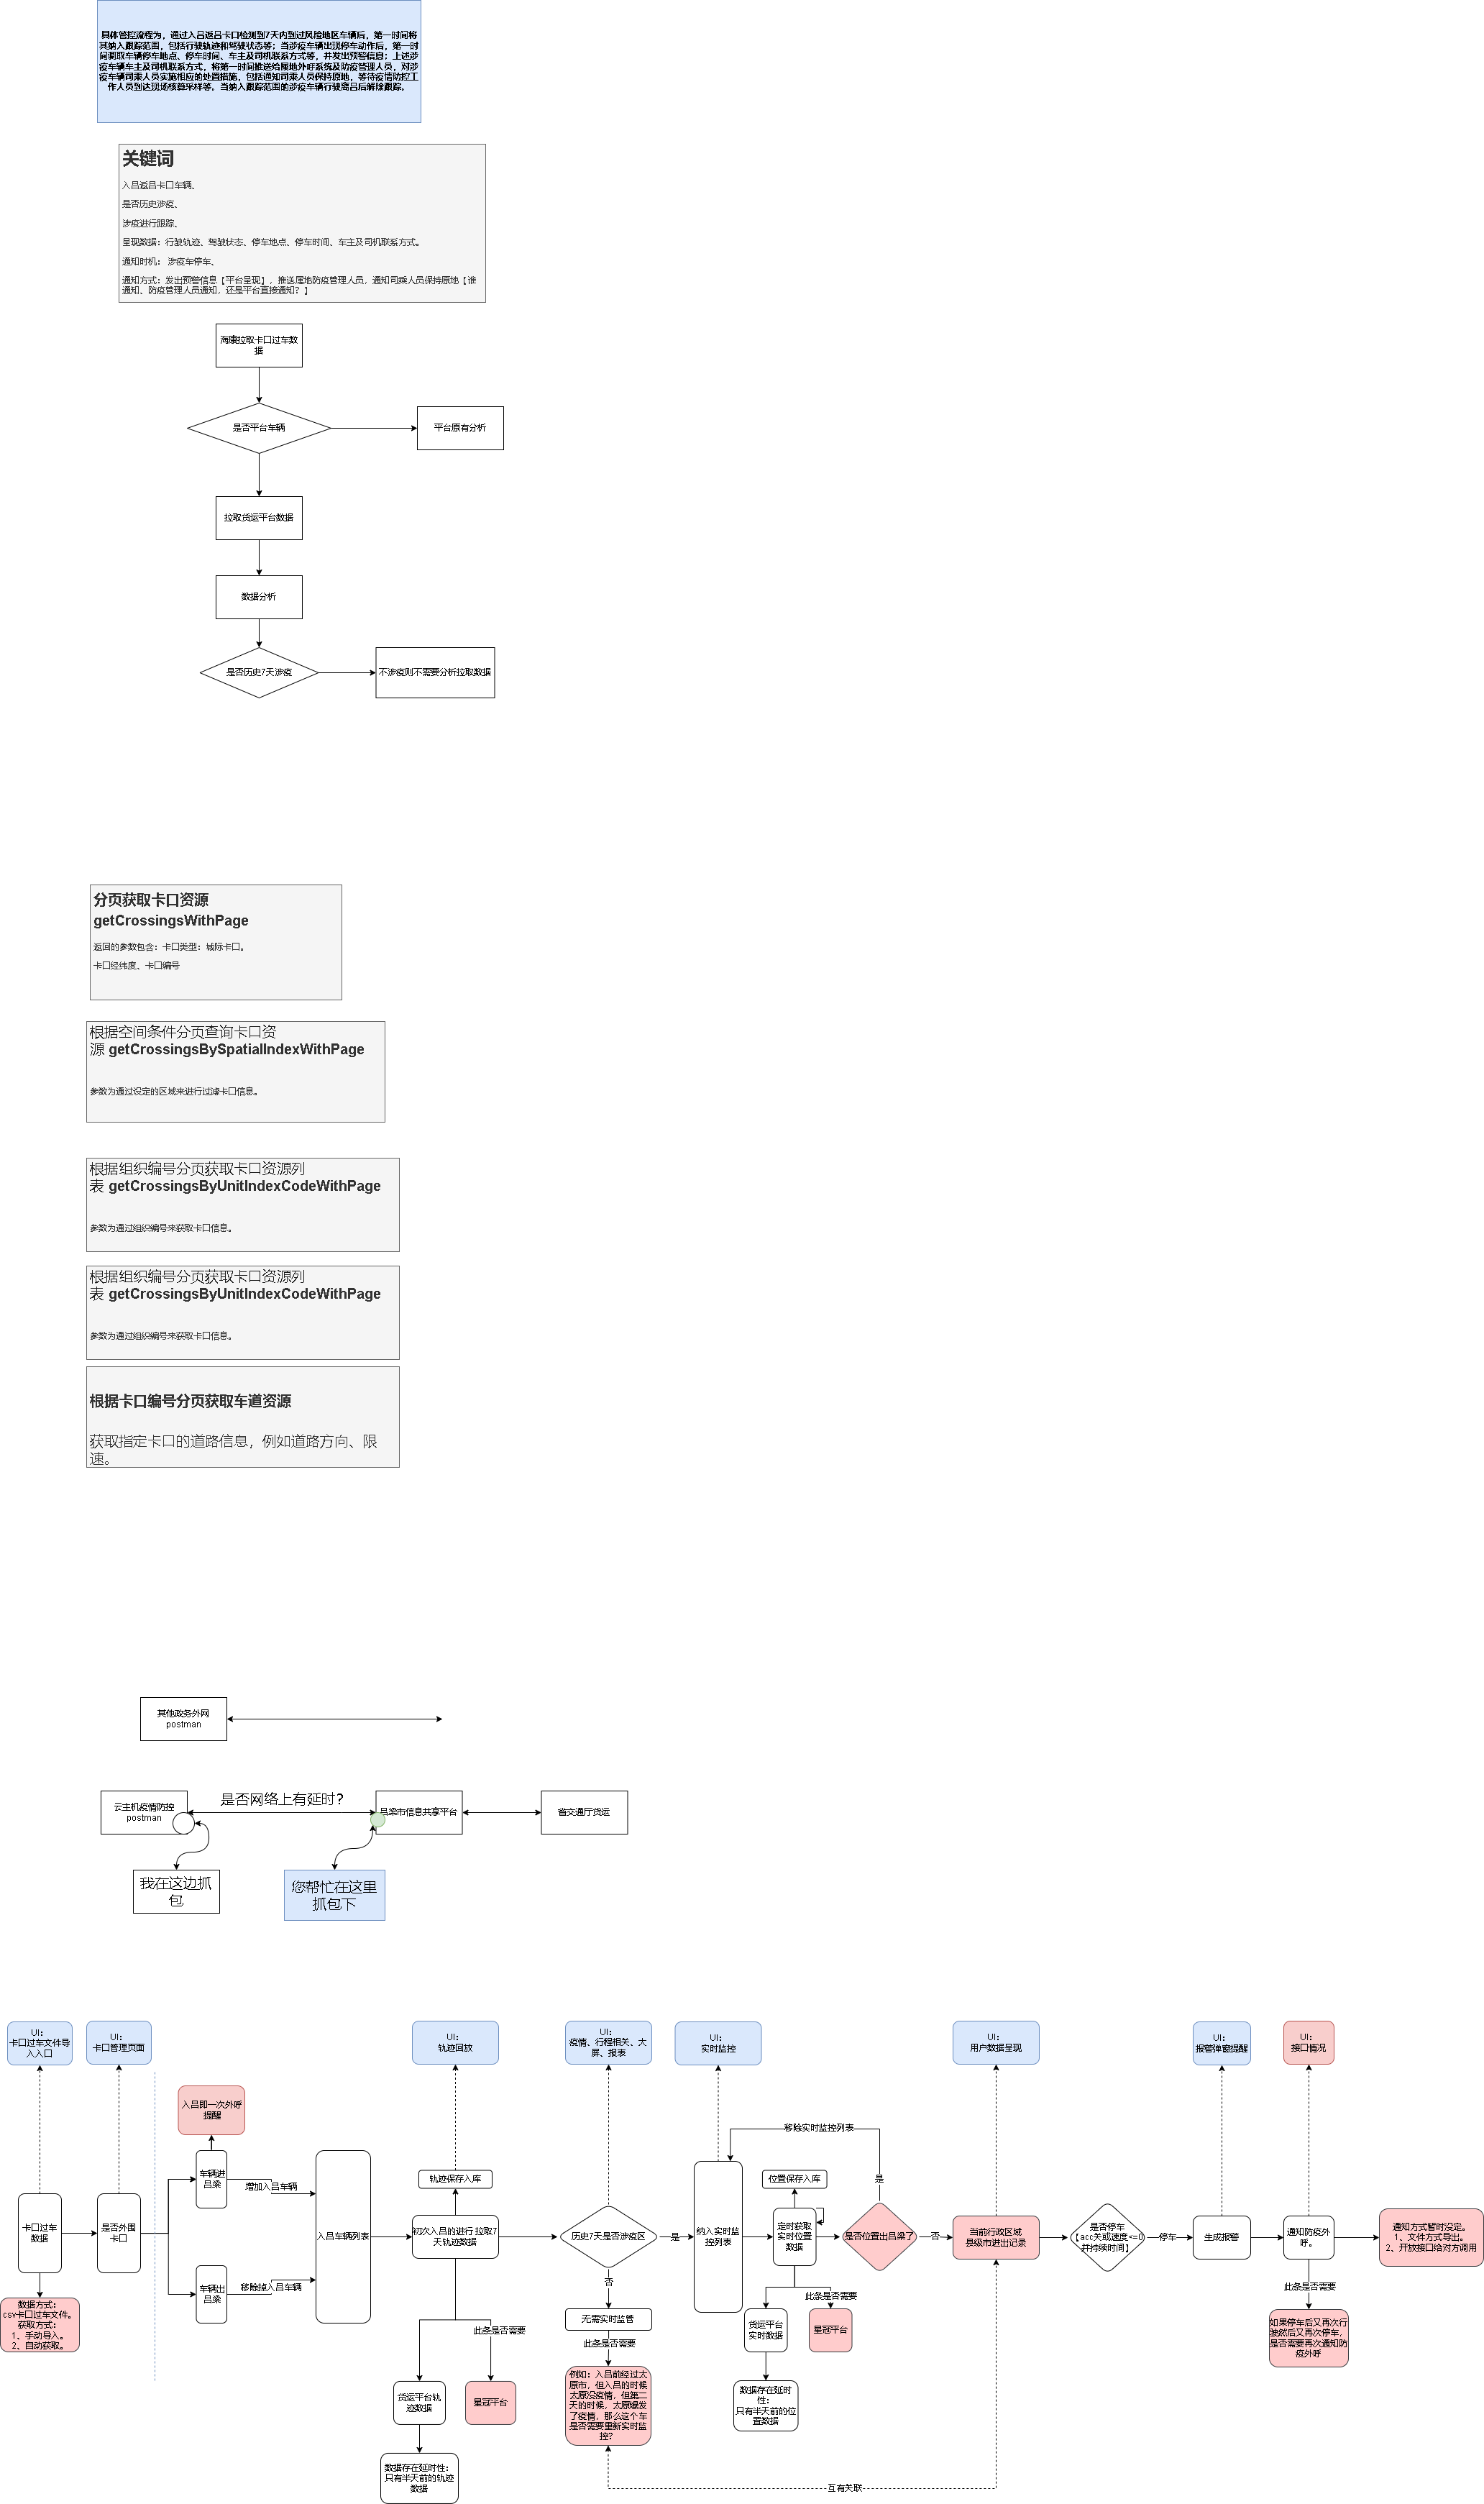 具体管控流程为，通过入吕返吕卡口检测到7天内到过风险地区车辆后，第一时间将
其纳入跟踪范围，包括行驶轨迹和驾驶状态等；当涉疫车辆出现停车动作后，第一时
间调取车辆停车地点、停车时间、车主及司机联系方式等，并发出预警信息；上述涉
疫车辆车主及司机联系方式，将第一时间推送给属地外呼系统及防疫管理人员，对涉
疫车辆司乘人员实施相应的处置措施，包括通知司乘人员保持原地，等待疫情防控工
作人员到达现场核算采样等。当纳入跟踪范围的涉疫车辆行驶离吕后解除跟踪。
关键词
入吕返吕卡口车辆、
是否历史涉疫、
涉疫进行跟踪、
呈现数据：行驶轨迹、驾驶状态、停车地点、停车时间、车主及司机联系方式。
通知时机： 涉疫车停车、
通知方式：发出预警信息【平台呈现】，推送属地防疫管理人员，通知司乘人员保持原地【谁
通知、防疫管理人员通知，还是平台直接通知？】
海康拉取卡口过车数
据
是否平台车辆
平台原有分析
拉取货运平台数据
数据分析
是否历史7天涉疫
不涉疫则不需要分析拉取数据
分页获取卡口资源
getCrossingsWithPage
返回的参数包含：卡口类型：城际卡口。
卡口经纬度、卡口编号
根据空间条件分页查询卡口资
源 getCrossingsBySpatialIndexWithPage
参数为通过设定的区域来进行过滤卡口信息。
根据组织编号分页获取卡口资源列
表 getCrossingsByUnitIndexCodeWithPage
参数为通过组织编号来获取卡口信息。
根据组织编号分页获取卡口资源列
表 getCrossingsByUnitIndexCodeWithPage
参数为通过组织编号来获取卡口信息。
根据卡口编号分页获取车道资源
获取指定卡口的道路信息，例如道路方向、限
速。
其他政务外网
postman
云主机疫情防控
postman
是否网络上有延时？
吕梁市信息共享平台
省交通厅货运
我在这边抓
包
您帮忙在这里
抓包下
UI：
卡口过车文件导
入入口
UI：
卡口管理页面
UI：
轨迹回放
UI：
疫情、行程相关、大
屏、报表
UI：
实时监控
UI：
用户数据呈现
UI：
报警弹窗提醒
UI：
接口情况
入吕即一次外呼
提醒
移除实时监控列表
车辆进
吕梁
增加入吕车辆
轨迹保存入库
位置保存入库
是
卡口过车
数据
是否外围
卡口
入吕车辆列表
初次入吕的进行 拉取7
天轨迹数据
历史7天是否涉疫区
是
纳入实时监
控列表
定时获取
实时位置
数据
是否位置出吕梁了
否
当前行政区域
县级市进出记录
是否停车
【acc关或速度<=0
并持续时间】
停车
生成报警
通知防疫外
呼。
通知方式暂时没定。
1、文件方式导出。
2、开放接口给对方调用
车辆出
吕梁
移除掉入吕车辆
数据方式：
csv卡口过车文件。
获取方式：
1、手动导入。
2、自动获取。
此条是否需要
否
无需实时监管
此条是否需要
此条是否需要
货运平台
实时数据
星冠平台
此条是否需要
如果停车后又再次行
驶然后又再次停车，
是否需要再次通知防
疫外呼
货运平台轨
迹数据
星冠平台
例如：入吕前经过太
原市，但入吕的时候
太原没疫情，但第二
天的时候，太原爆发
了疫情，那么这个车
是否需要重新实时监
控？
数据存在延时
性：
只有半天前的位
置数据
数据存在延时性：
只有半天前的轨迹
数据
互有关联